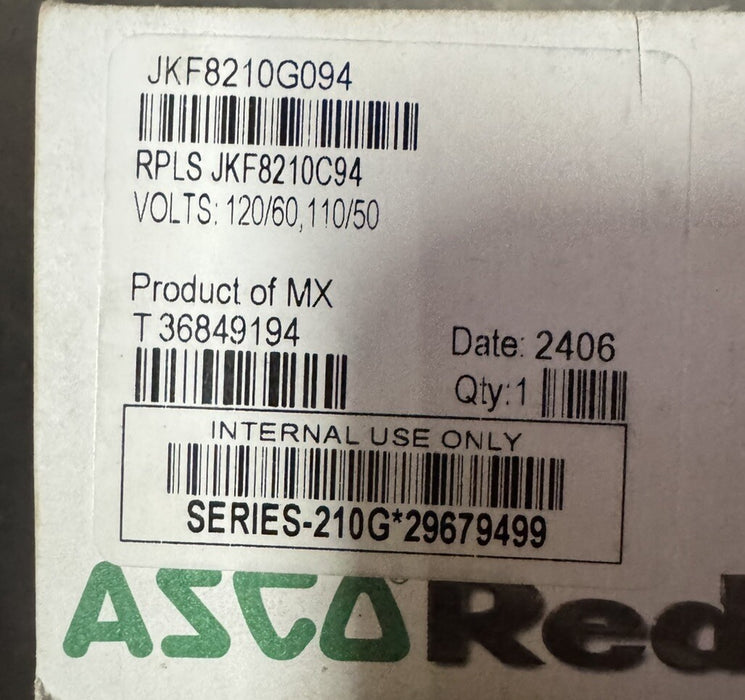 JKF8210G094
RPLS JKF8210C94
VOLTS: 120/60,110/50
Product of MX
T 36849194
Date: 2406
Qty:1
INTERNAL USE ONLY
SERIES-210G*29679499
ASCO® Red